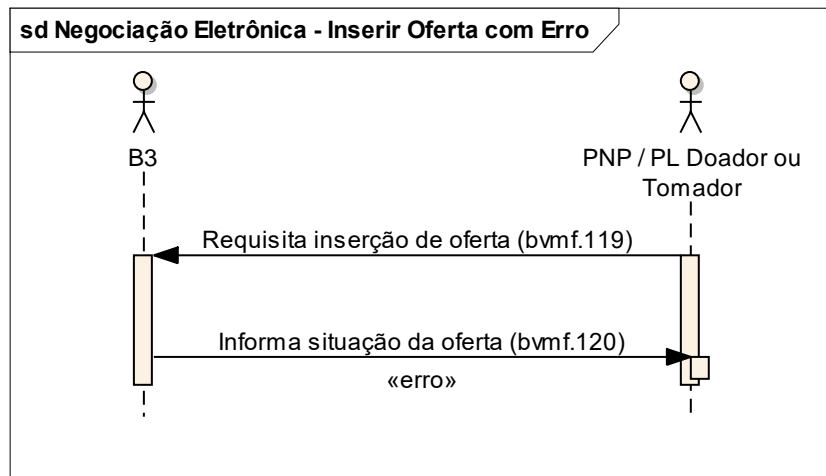 sd Negociação Eletrônica - Inserir Oferta com Erro
B3
PNP / PL Doador ou
Tomador
Requisita inserção de oferta (bvmf.119)
Informa situação da oferta (bvmf.120)
«erro»